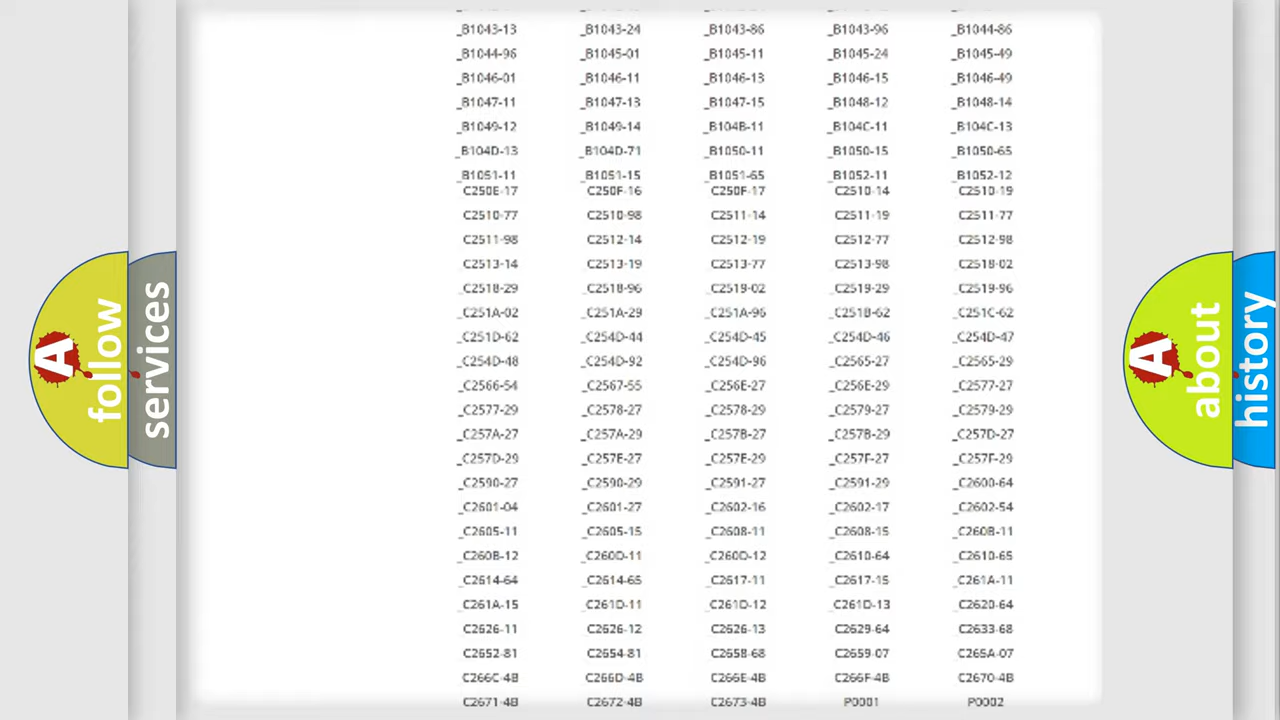 _B1043-13 _B1043-24 _B1043-86 _B1043-96 _B1044-86
_B1044-96 _B1045-01 _B1045-11 _B1045-24 _B1045-49
_B1046-01 _B1046-11 _B1046-13 _B1046-15 _B1046-49
_B1047-11 _B1047-13 _B1047-15 _B1048-12 _B1048-14
_B1049-12 _B1049-14 _B104B-11 _B104C-11 _B104C-13
_B104D-13 _B104D-71 _B1050-11 _B1050-15 _B1050-65
_B1051-11 _B1051-15 _B1051-65 _B1052-11 _B1052-12
C250E-17 C250F-16 C250F-17 C2510-14 C2510-19
C2510-77 C2510-98 C2511-14 C2511-19 C2511-77
C2511-98 C2512-14 C2512-19 C2512-77 C2512-98
C2513-14 C2513-19 C2513-77 C2513-98 C2518-02
_C2518-29 _C2518-96 _C2519-02 _C2519-29 _C2519-96
_C251A-02 _C251A-29 _C251A-96 _C251B-62 _C251C-62
_C251D-62 _C254D-44 _C254D-45 _C254D-46 _C254D-47
_C254D-48 _C254D-92 _C254D-96 _C2565-27 _C2565-29
_C2566-54 _C2567-55 _C256E-27 _C256E-29 _C2577-27
_C2577-29 _C2578-27 _C2578-29 _C2579-27 _C2579-29
_C257A-27 _C257A-29 _C257B-27 _C257B-29 _C257D-27
_C257D-29 _C257E-27 _C257E-29 _C257F-27 _C257F-29
_C2590-27 _C2590-29 _C2591-27 _C2591-29 _C2600-64
_C2601-04 _C2601-27 _C2602-16 _C2602-17 _C2602-54
_C2605-11 _C2605-15 _C2608-11 _C2608-15 _C260B-11
_C260B-12 _C260D-11 _C260D-12 _C2610-64 _C2610-65
_C2614-64 _C2614-65 _C2617-11 _C2617-15 _C261A-11
_C261A-15 _C261D-11 _C261D-12 _C261D-13 _C2620-64
C2626-11 C2626-12 C2626-13 C2629-64 C2633-68
C2652-81 C2654-81 C2658-68 C2659-07 C265A-07
C266C-4B C266D-4B C266E-4B C266F-4B C2670-4B
C2671-4B C2672-4B C2673-4B P0001 P0002
A follow
services
A about
history